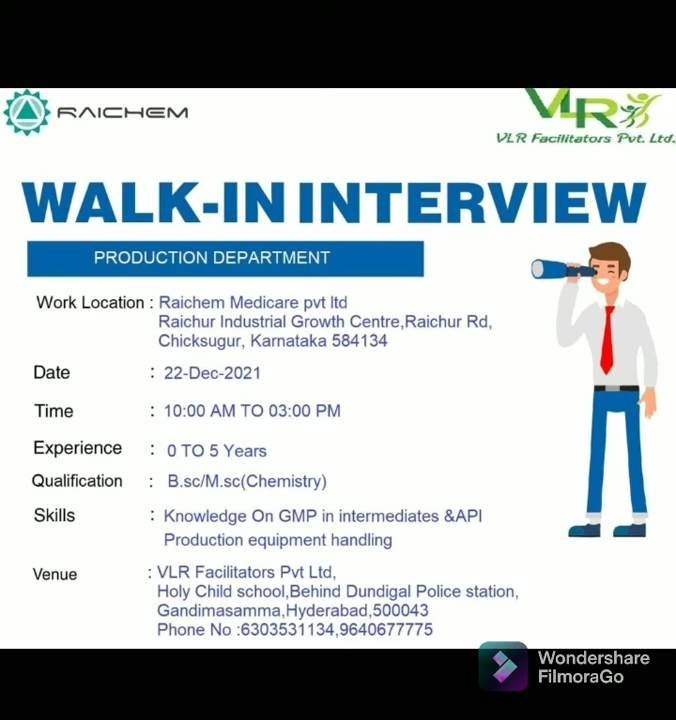 RAICHEM
VLR
VLR Facilitators Pvt. Ltd.,
WALK-IN INTERVIEW
PRODUCTION DEPARTMENT
Work Location : Raichem Medicare pvt ltd
Raichur Industrial Growth Centre,Raichur Rd,
Chicksugur, Karnataka 584134
Date : 22-Dec-2021
Time : 10:00 AM TO 03:00 PM
Experience : 0 TO 5 Years
Qualification : B.sc/M.sc(Chemistry)
Skills : Knowledge On GMP in intermediates &API
Production equipment handling
Venue : VLR Facilitators Pvt Ltd,
Holy Child school,Behind Dundigal Police station,
Gandimasamma,Hyderabad,500043
Phone No :6303531134,9640677775
Wondershare
FilmoraGo